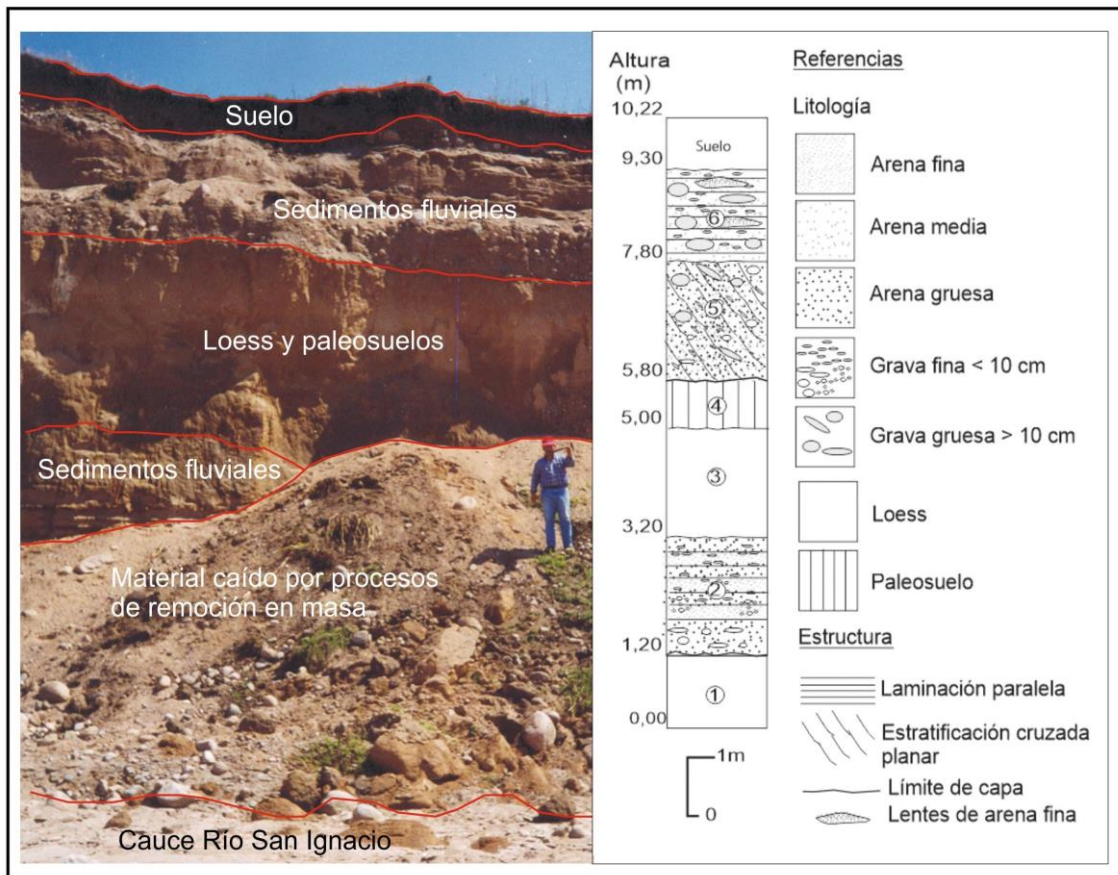 Suelo
Sedimentos fluviales
Loess y paleosuelos
Sedimentos fluviales
Material caído por procesos
de remoción en masa
Cauce Río San Ignacio
Altura
(m)
10,22
9,30
7,80
5,80
5,00
3,20
1,20
0,00
Suelo
6
5
4
3
2
1
1m
0
Referencias
Litología
Arena fina
Arena media
Arena gruesa
Grava fina < 10 cm
Grava gruesa > 10 cm
Loess
Paleosuelo
Estructura
Laminación paralela
Estratificación cruzada
planar
Límite de capa
Lentes de arena fina